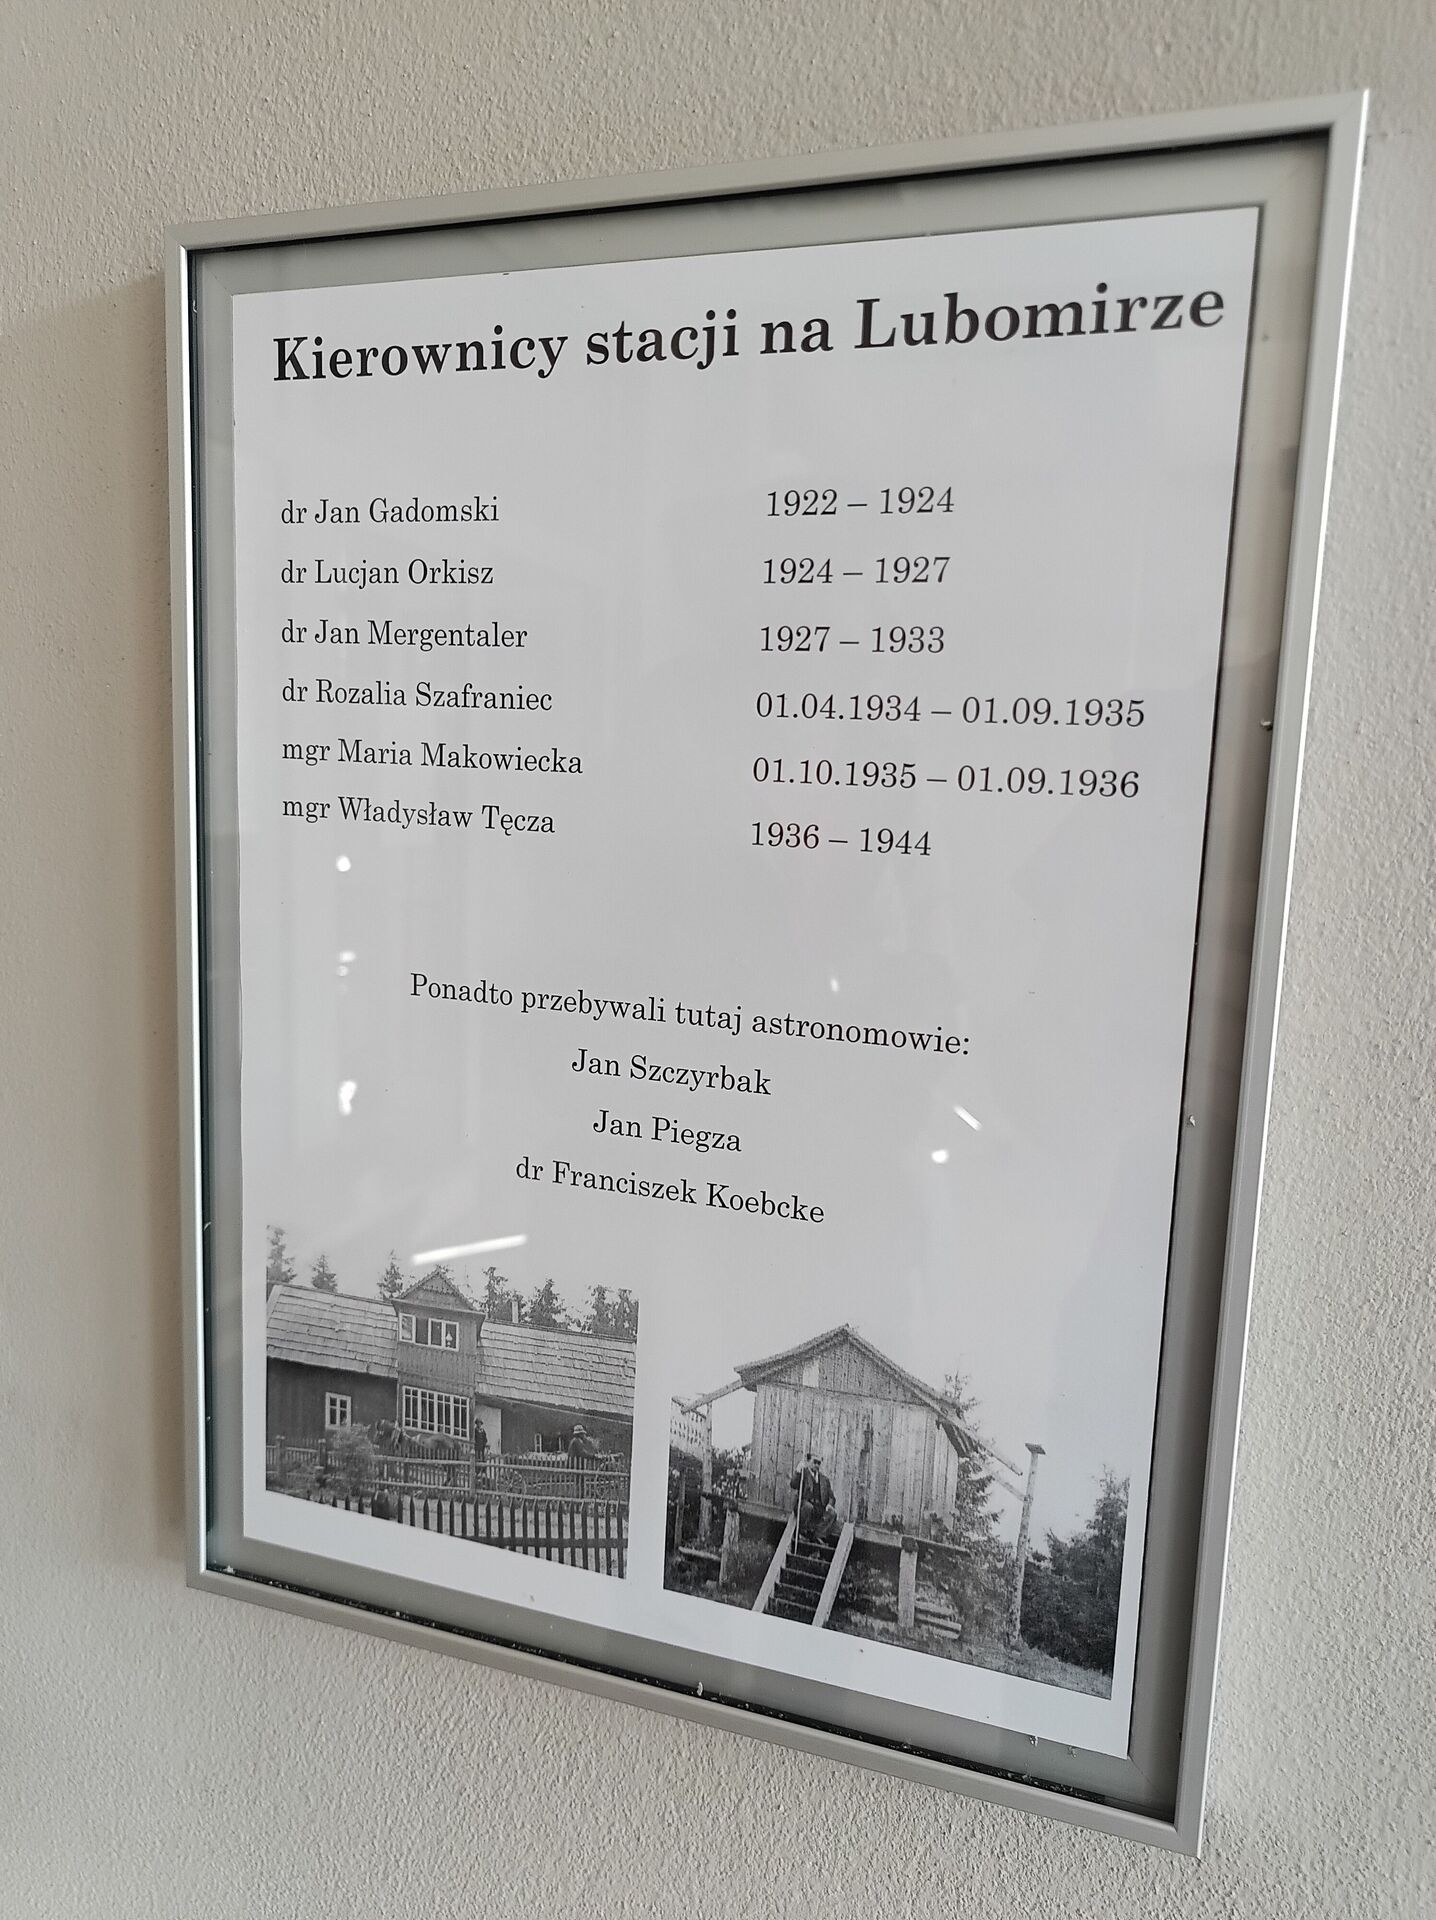 Kierownicy stacji na Lubomirze
dr Jan Gadomski 1922 – 1924
dr Lucjan Orkisz 1924 – 1927
dr Jan Mergentaler 1927 – 1933
dr Rozalia Szafraniec 01.04.1934 – 01.09.1935
mgr Maria Makowiecka 01.10.1935 – 01.09.1936
mgr Władysław Tęcza 1936 – 1944
Ponadto przebywali tutaj astronomowie:
Jan Szczyrbak
Jan Piegza
dr Franciszek Koebcke